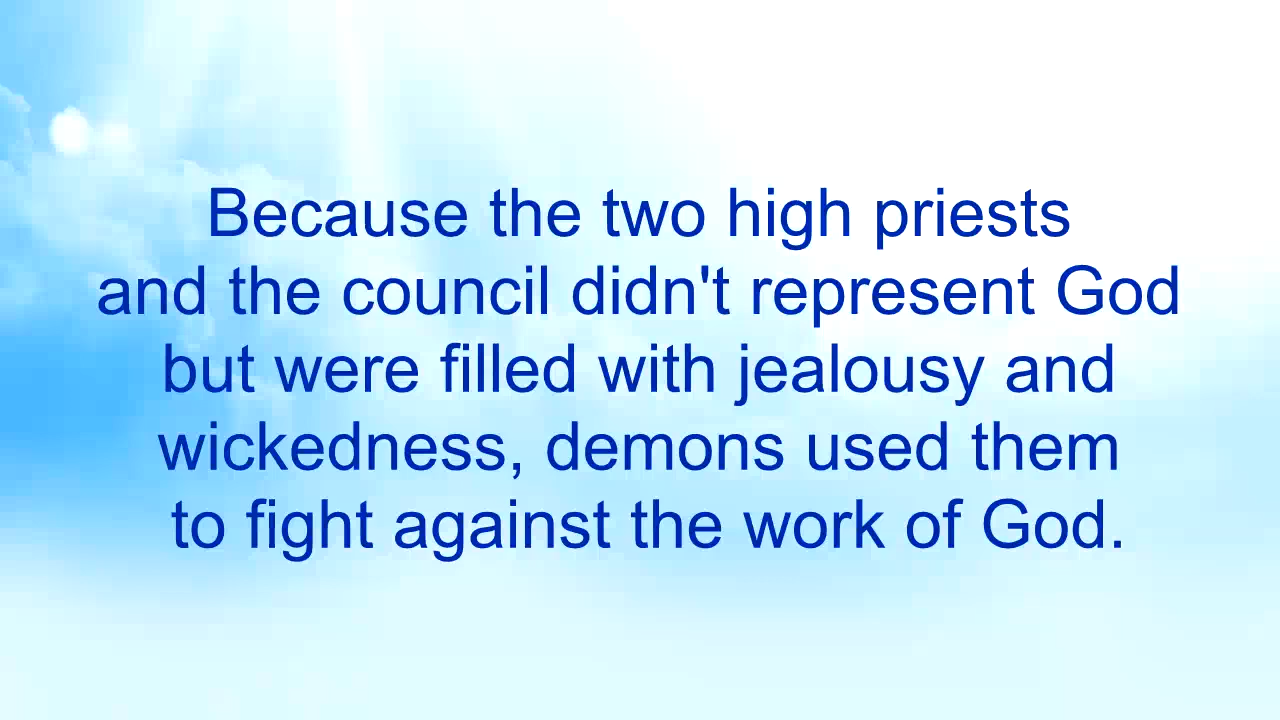 Because the two high priests
and the council didn't represent God
but were filled with jealousy and
wickedness, demons used them
to fight against the work of God.